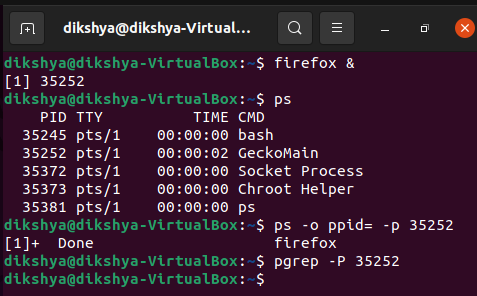 dikshya@dikshya-Virtual...
dikshya@dikshya-VirtualBox:~$ firefox &
[1] 35252
dikshya@dikshya-VirtualBox:~$ ps
    PID TTY          TIME CMD
  35245 pts/1    00:00:00 bash
  35252 pts/1    00:00:02 GeckoMain
  35372 pts/1    00:00:00 Socket Process
  35373 pts/1    00:00:00 Chroot Helper
  35381 pts/1    00:00:00 ps
dikshya@dikshya-VirtualBox:~$ ps -o ppid= -p 35252
[1]+  Done                    firefox
dikshya@dikshya-VirtualBox:~$ pgrep -P 35252
dikshya@dikshya-VirtualBox:~$